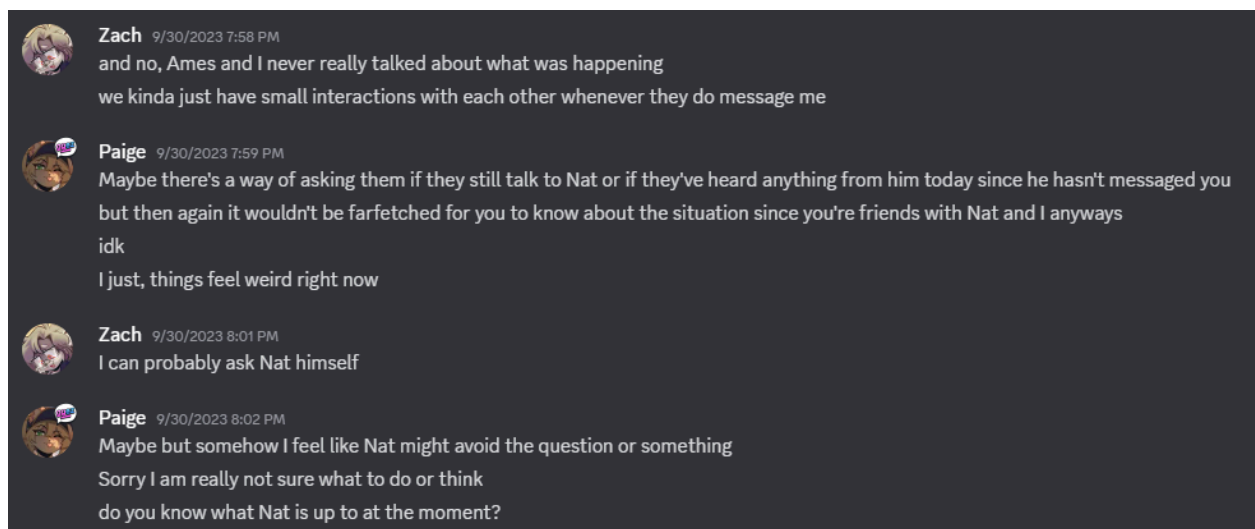 Zach 9/30/2023 7:58 PM
and no, Ames and I never really talked about what was happening
we kinda just have small interactions with each other whenever they do message me
Paige 9/30/2023 7:59 PM
Maybe there's a way of asking them if they still talk to Nat or if they've heard anything from him today since he hasn't messaged you
but then again it wouldn't be farfetched for you to know about the situation since you're friends with Nat and I anyways
idk
I just, things feel weird right now
Zach 9/30/2023 8:01 PM
I can probably ask Nat himself
Paige 9/30/2023 8:02 PM
Maybe but somehow I feel like Nat might avoid the question or something
Sorry I am really not sure what to do or think
do you know what Nat is up to at the moment?